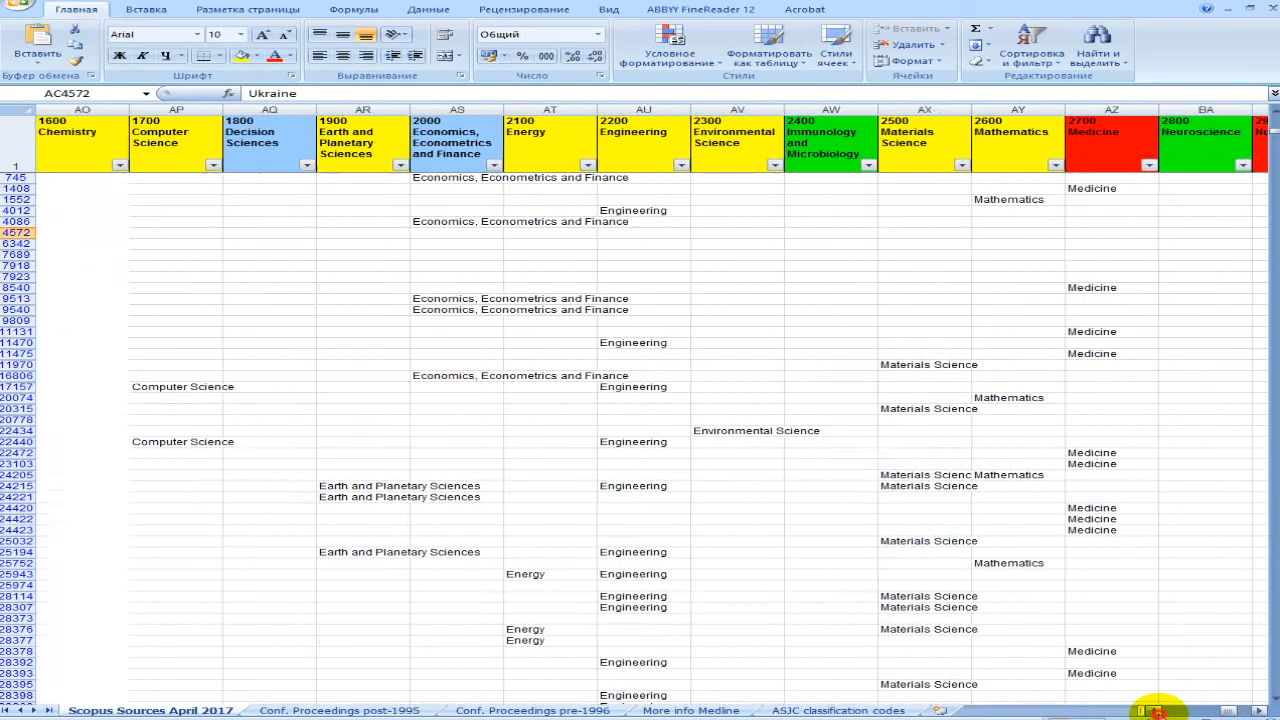 Главная Вставка Разметка страницы Формулы Данные Рецензирование Вид ABBYY FineReader 12 Acrobat
Вставить
Буфер обмена
Arial 10
Ж К Ч
Шрифт
Выравнивание
Общий
% 000
Число
Условное форматирование
Форматировать как таблицу
Стили ячеек
Стили
Вставить
Удалить
Формат
Ячейки
Сортировка и фильтр
Найти и выделить
Редактирование
AC4572 fx Ukraine
AO AP AQ AR AS AT AU AV AW AX AY AZ BA
1
1600 Chemistry
1700 Computer Science
1800 Decision Sciences
1900 Earth and Planetary Sciences
2000 Economics, Econometrics and Finance
2100 Energy
2200 Engineering
2300 Environmental Science
2400 Immunology and Microbiology
2500 Materials Science
2600 Mathematics
2700 Medicine
2800 Neuroscience
745 Economics, Econometrics and Finance
1408 Medicine
1552 Mathematics
4012 Engineering
4086 Economics, Econometrics and Finance
4572
6342
7689
7918
7923
8540 Medicine
9513 Economics, Econometrics and Finance
9540 Economics, Econometrics and Finance
9809
11131 Medicine
11470 Engineering
11475 Medicine
11970 Materials Science
16806 Economics, Econometrics and Finance
17157 Computer Science Engineering
20074 Mathematics
20315 Materials Science
20778
22434 Environmental Science
22440 Computer Science Engineering
22472 Medicine
23103 Medicine
24205 Materials Scienc Mathematics
24215 Earth and Planetary Sciences Engineering Materials Science
24221 Earth and Planetary Sciences
24420 Medicine
24422 Medicine
24423 Medicine
25032 Materials Science
25194 Earth and Planetary Sciences Engineering
25752 Mathematics
25943 Energy Engineering
25974
28114 Engineering Materials Science
28307 Engineering Materials Science
28373
28376 Energy Materials Science
28377 Energy
28378 Medicine
28392 Engineering
28393 Medicine
28395 Materials Science
28398 Engineering
Scopus Sources April 2017 Conf. Proceedings post-1995 Conf. Proceedings pre-1996 More info Medline ASJC classification codes